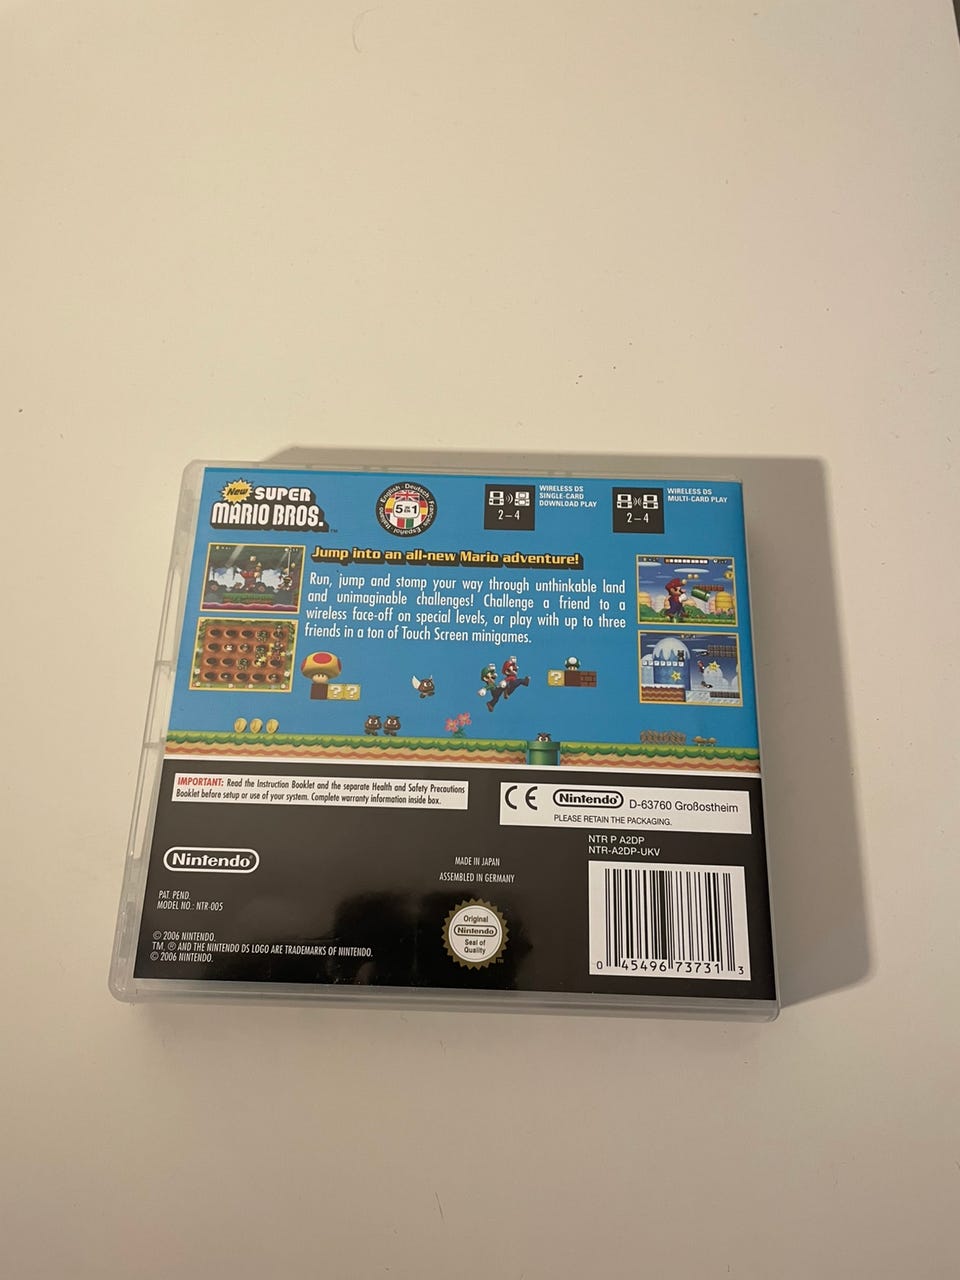 New
SUPER
MARIO BROS.™
English · Deutsch · Français · Español · Italiano
5 in 1
2–4
WIRELESS DS
SINGLE-CARD
DOWNLOAD PLAY
2–4
WIRELESS DS
MULTI-CARD PLAY
Jump into an all-new Mario adventure!
Run, jump and stomp your way through unthinkable land
and unimaginable challenges! Challenge a friend to a
wireless face-off on special levels, or play with up to three
friends in a ton of Touch Screen minigames.
IMPORTANT: Read the Instruction Booklet and the separate Health and Safety Precautions
Booklet before setup or use of your system. Complete warranty information inside box.
CE Nintendo® D-63760 Großostheim
PLEASE RETAIN THE PACKAGING.
NTR P A2DP
NTR-A2DP-UKV
Nintendo®
MADE IN JAPAN
ASSEMBLED IN GERMANY
PAT. PEND.
MODEL NO.: NTR-005
Original
Nintendo
Seal of
Quality
™
© 2006 NINTENDO.
TM, ® AND THE NINTENDO DS LOGO ARE TRADEMARKS OF NINTENDO.
© 2006 NINTENDO.
0 45496 73731 3